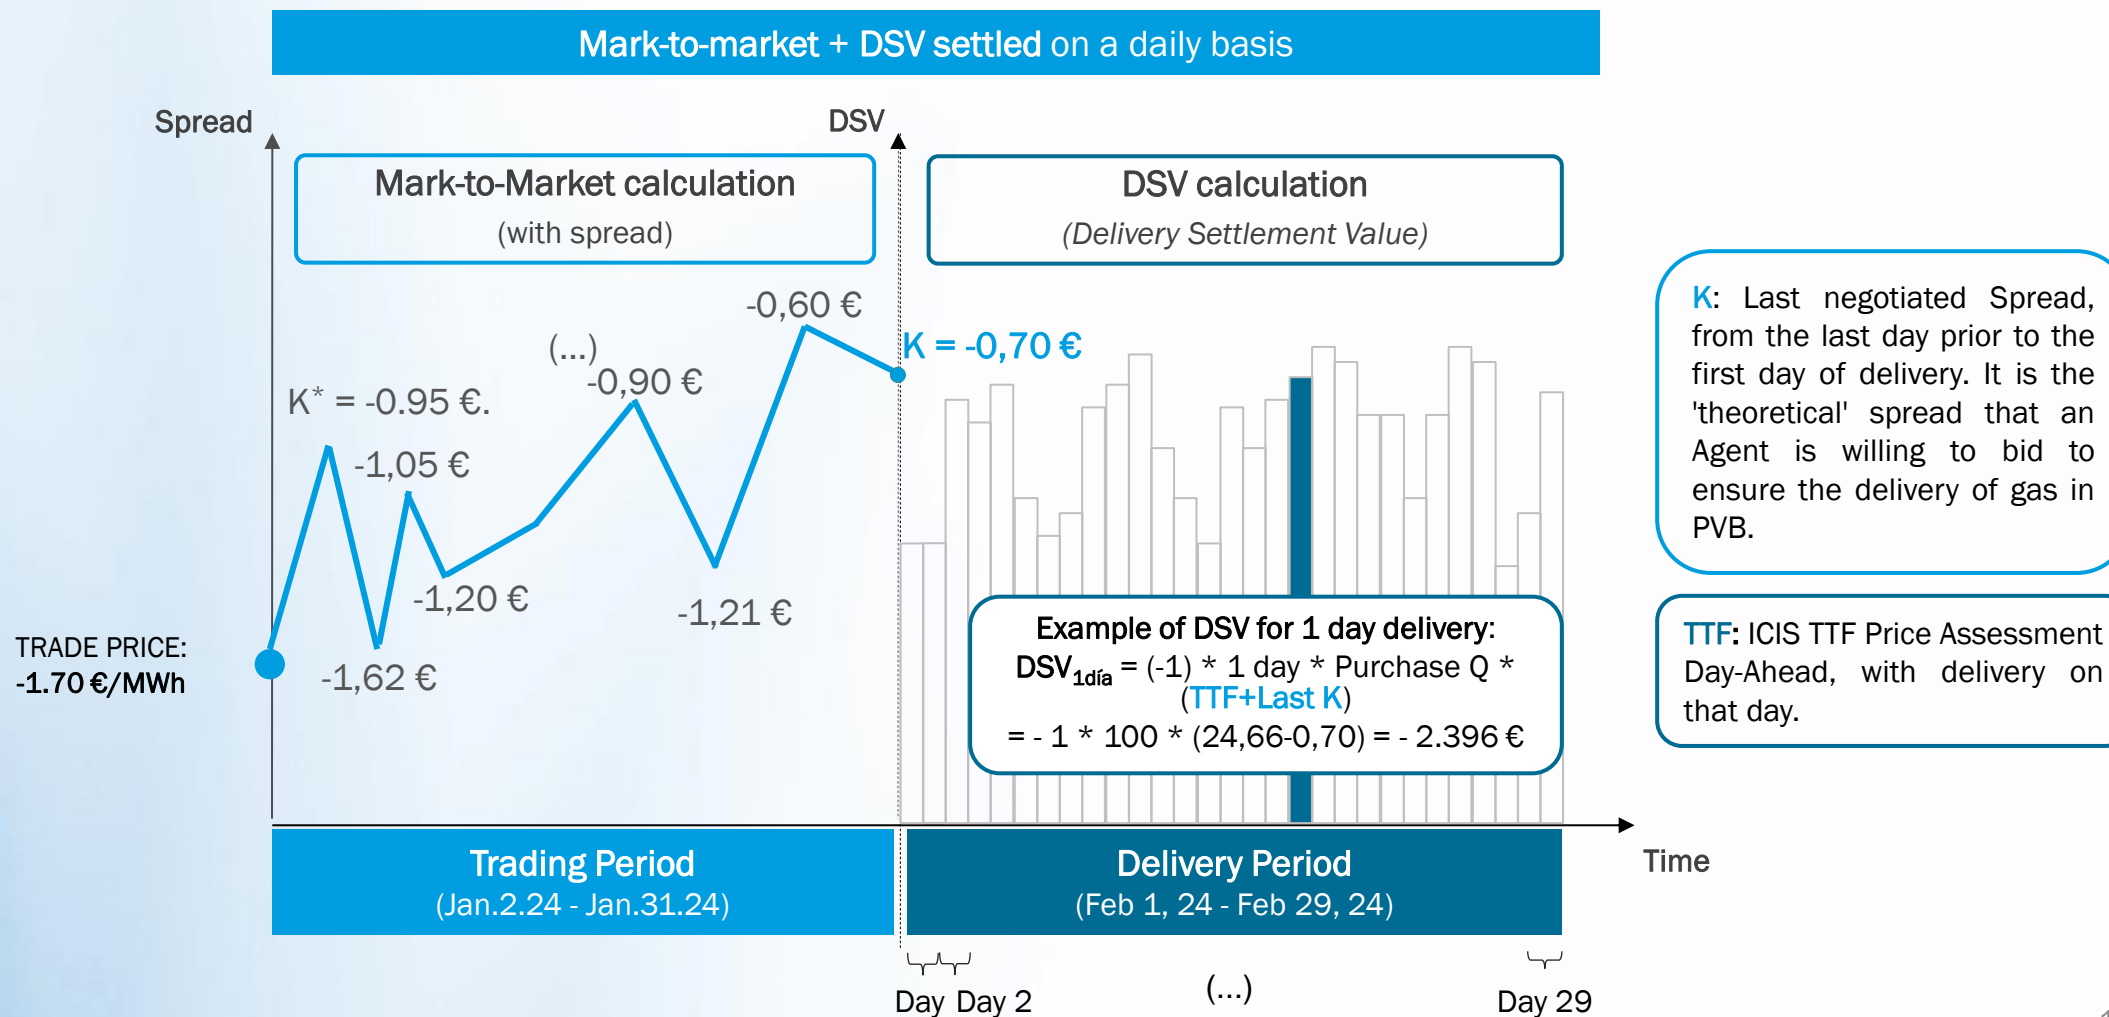 Mark-to-market + DSV settled on a daily basis
Spread
DSV
Mark-to-Market calculation
(with spread)
DSV calculation
(Delivery Settlement Value)
-0,60 €
K = -0,70 €
(...)
-0,90 €
K* = -0.95 €.
-1,05 €
-1,20 €
-1,21 €
-1,62 €
TRADE PRICE:
-1.70 €/MWh
K: Last negotiated Spread,
from the last day prior to the
first day of delivery. It is the
'theoretical' spread that an
Agent is willing to bid to
ensure the delivery of gas in
PVB.
TTF: ICIS TTF Price Assessment
Day-Ahead, with delivery on
that day.
Example of DSV for 1 day delivery:
DSV1día = (-1) * 1 day * Purchase Q *
(TTF+Last K)
= - 1 * 100 * (24,66-0,70) = - 2.396 €
Trading Period
(Jan.2.24 - Jan.31.24)
Delivery Period
(Feb 1, 24 - Feb 29, 24)
Time
Day Day 2
(...)
Day 29